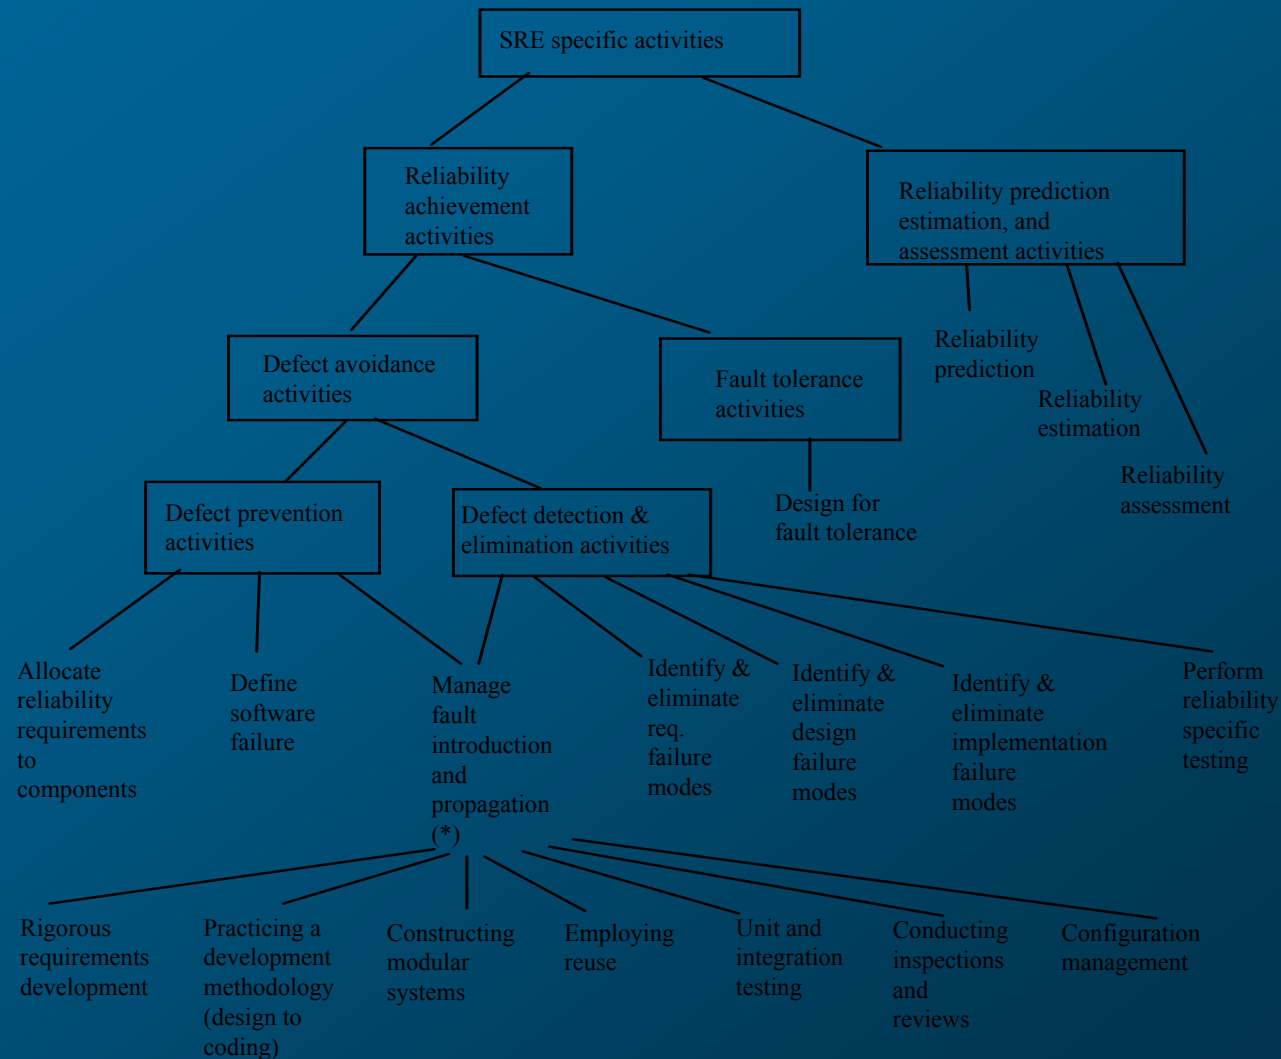 SRE specific activities
Reliability
achievement
activities
Reliability prediction
estimation, and
assessment activities
Defect avoidance
activities
Fault tolerance
activities
Reliability
prediction
Reliability
estimation
Reliability
assessment
Defect prevention
activities
Defect detection &
elimination activities
Design for
fault tolerance
Allocate
reliability
requirements
to
components
Define
software
failure
Manage
fault
introduction
and
propagation
(*)
Identify &
eliminate
req.
failure
modes
Identify &
eliminate
design
failure
modes
Identify &
eliminate
implementation
failure
modes
Perform
reliability
specific
testing
Rigorous
requirements
development
Practicing a
development
methodology
(design to
coding)
Constructing
modular
systems
Employing
reuse
Unit and
integration
testing
Conducting
inspections
and
reviews
Configuration
management